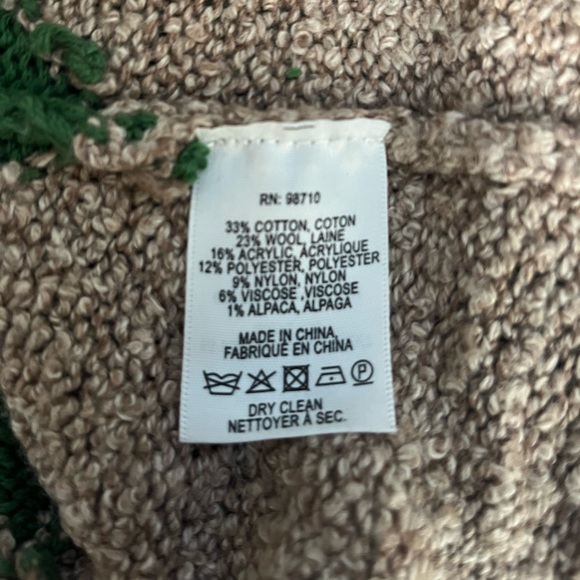 RN: 98710
33% COTTON, COTON
23% WOOL, LAINE
16% ACRYLIC, ACRYLIQUE
12% POLYESTER, POLYESTER
9% NYLON, NYLON
6% VISCOSE ,VISCOSE
1% ALPACA, ALPAGA
MADE IN CHINA,
FABRIQUÉ EN CHINA
P
DRY CLEAN
NETTOYER À SEC.